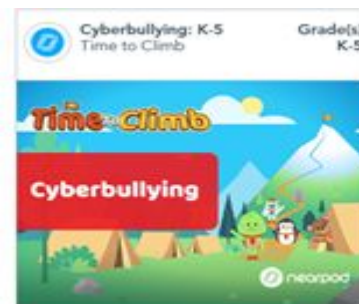 Cyberbullying: K-5
Time to Climb
Grade(s)
K-5
Time to Climb
Cyberbullying
nearpod